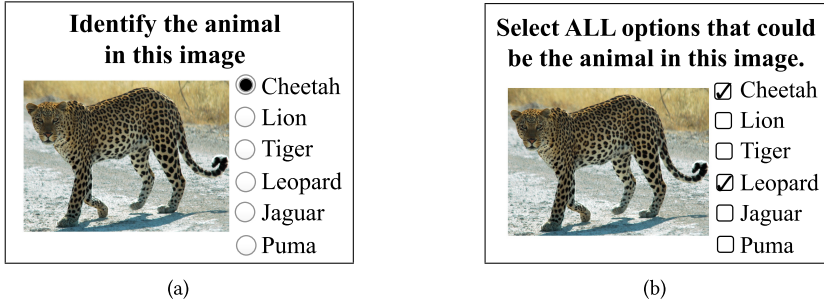 Identify the animal
in this image
Cheetah
Lion
Tiger
Leopard
Jaguar
Puma
(a)
Select ALL options that could
be the animal in this image.
Cheetah
Lion
Tiger
Leopard
Jaguar
Puma
(b)